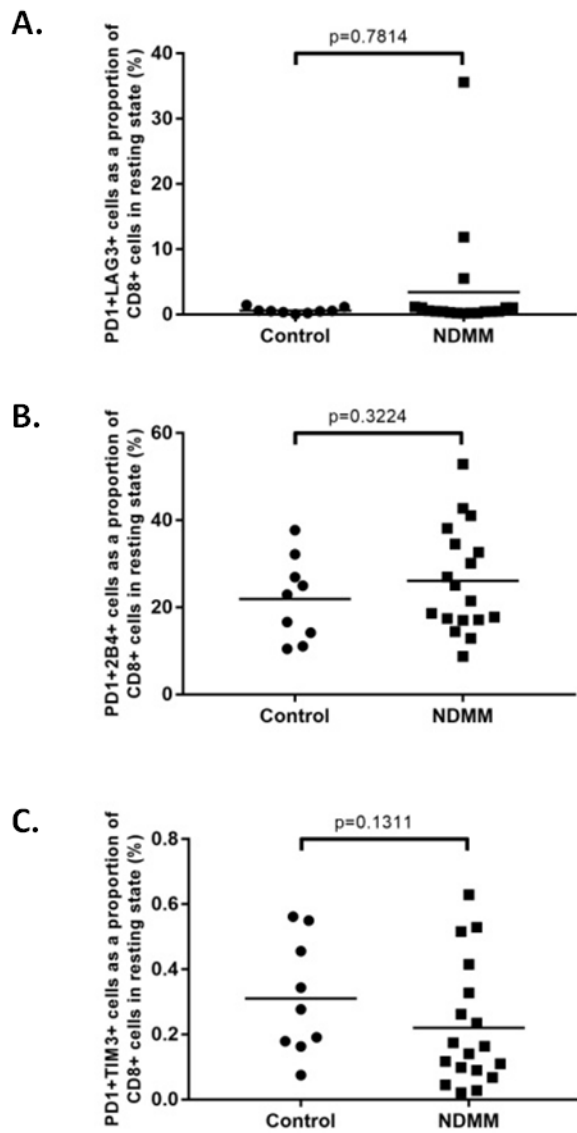 A.
p=0.7814
PD1+LAG3+ cells as a proportion of
CD8+ cells in resting state (%)
40
30
20
10
0
Control NDMM
B.
p=0.3224
PD1+2B4+ cells as a proportion of
CD8+ cells in resting state (%)
60
40
20
0
Control NDMM
C.
p=0.1311
PD1+TIM3+ cells as a proportion of
CD8+ cells in resting state (%)
0.8
0.6
0.4
0.2
0.0
Control NDMM